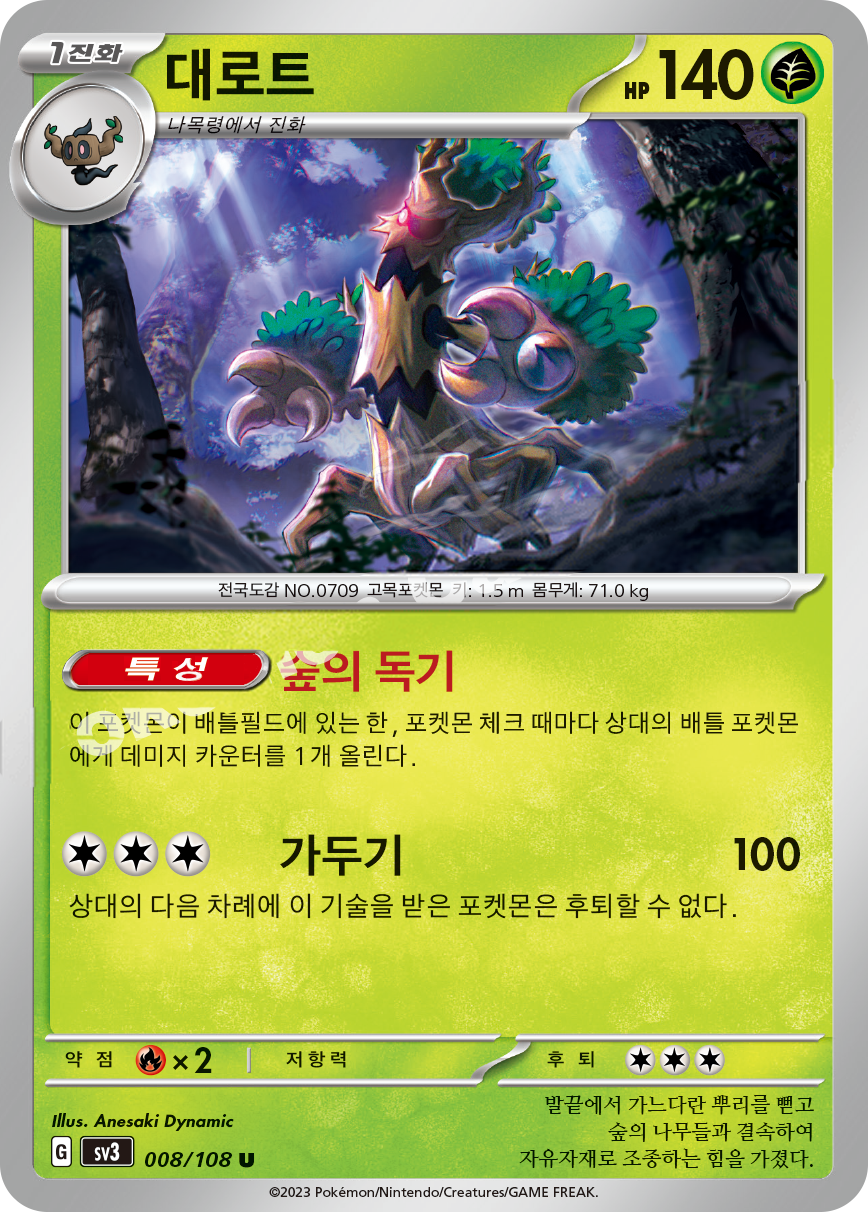 1진화
대로트
HP 140
나목령에서 진화
전국도감 NO.0709 고목포켓몬 키: 1.5 m 몸무게: 71.0 kg
특성 숲의 독기
이 포켓몬이 배틀필드에 있는 한, 포켓몬 체크 때마다 상대의 배틀 포켓몬
에게 데미지 카운터를 1개 올린다.
가두기 100
상대의 다음 차례에 이 기술을 받은 포켓몬은 후퇴할 수 없다.
약점 ×2 저항력 후퇴
발끝에서 가느다란 뿌리를 뻗고
숲의 나무들과 결속하여
자유자재로 조종하는 힘을 가졌다.
Illus. Anesaki Dynamic
G sv3 008/108 U
©2023 Pokémon/Nintendo/Creatures/GAME FREAK.